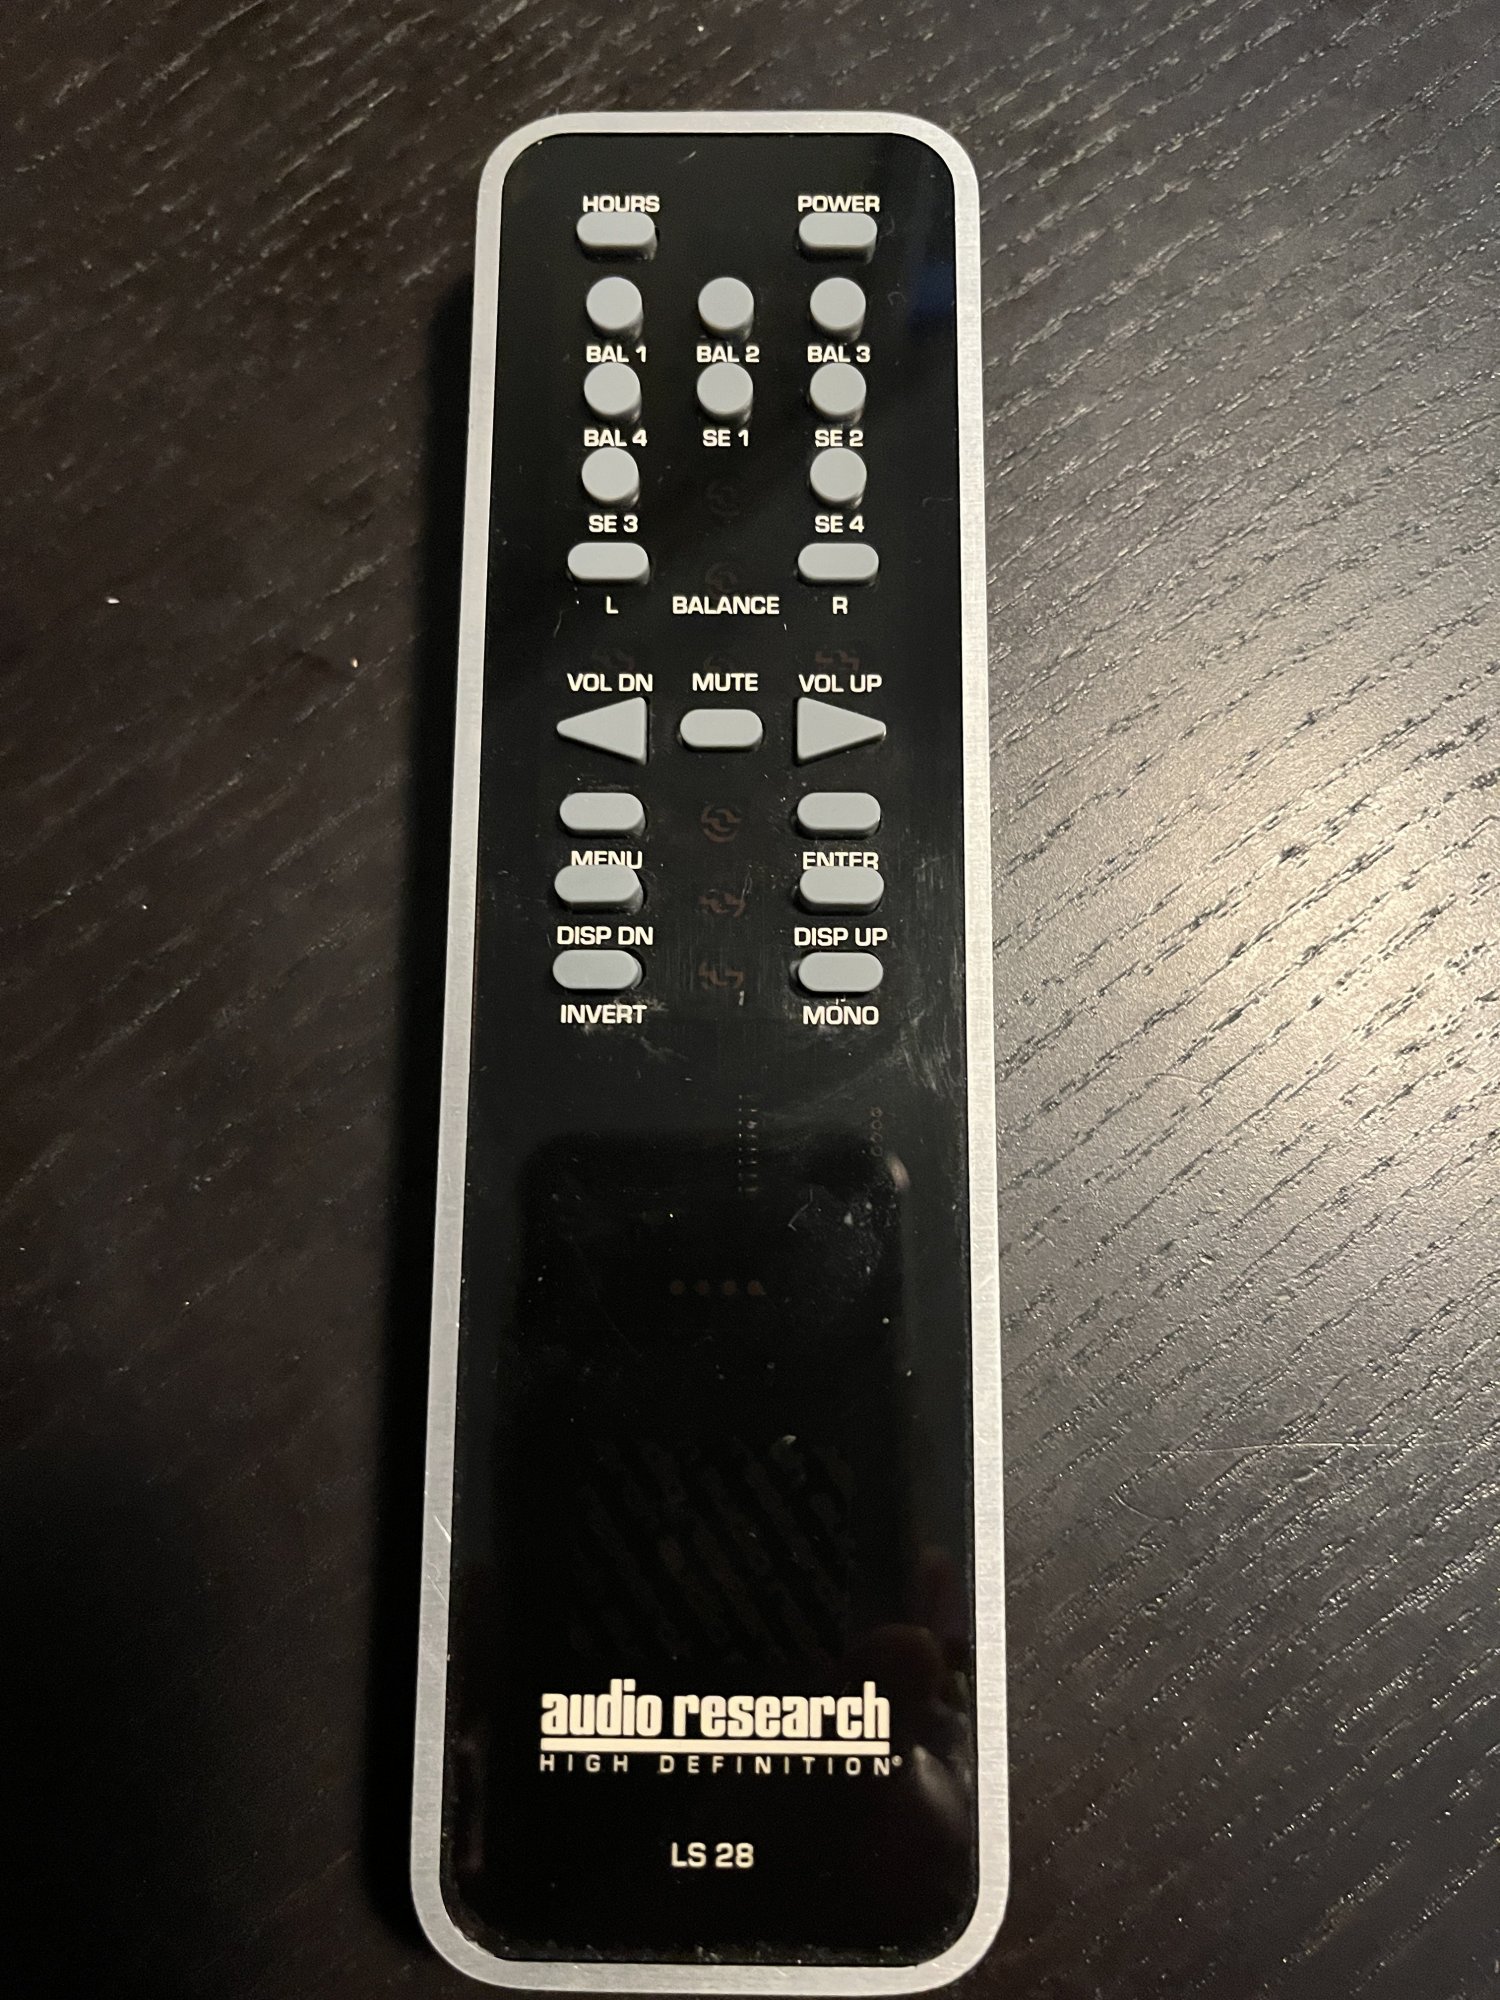 HOURS POWER
BAL 1 BAL 2 BAL 3
BAL 4 SE 1 SE 2
SE 3 SE 4
L BALANCE R
VOL DN MUTE VOL UP
MENU ENTER
DISP DN DISP UP
INVERT MONO
audio research
HIGH DEFINITION®
LS 28